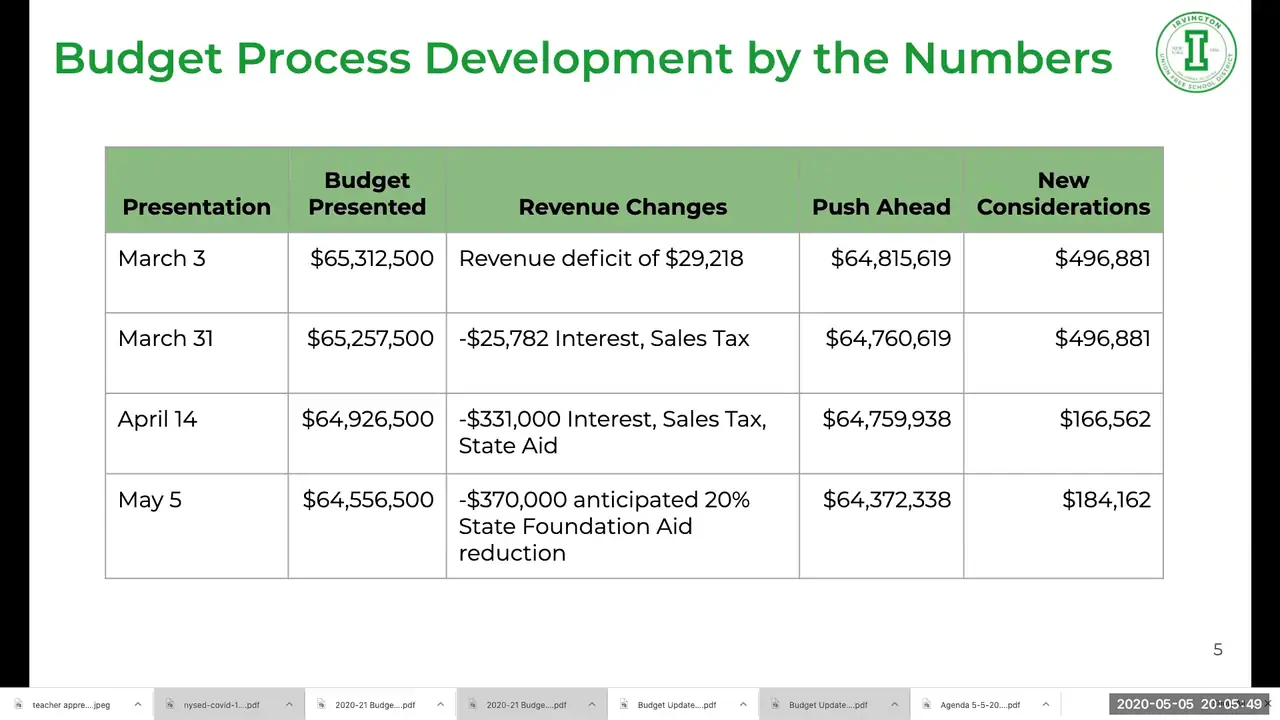 Budget Process Development by the Numbers
IRVINGTON
UNION FREE SCHOOL DISTRICT
Presentation
Budget
Presented
Revenue Changes
Push Ahead
New
Considerations
March 3
$65,312,500
Revenue deficit of $29,218
$64,815,619
$496,881
March 31
$65,257,500
-$25,782 Interest, Sales Tax
$64,760,619
$496,881
April 14
$64,926,500
-$331,000 Interest, Sales Tax,
State Aid
$64,759,938
$166,562
May 5
$64,556,500
-$370,000 anticipated 20%
State Foundation Aid
reduction
$64,372,338
$184,162
5
teacher appre....jpeg
nysed-covid-1....pdf
2020-21 Budge....pdf
2020-21 Budge....pdf
Budget Update....pdf
Budget Update....pdf
Agenda 5-5-20....pdf
2020-05-05 20:05:49